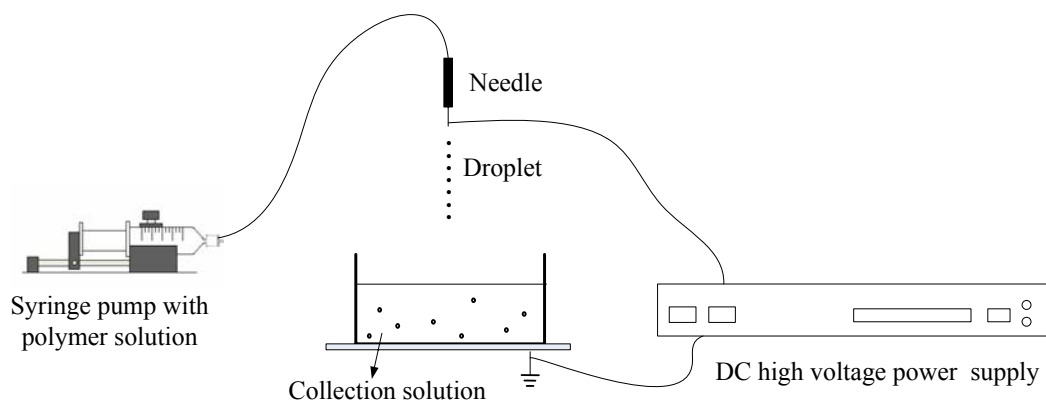 Needle
Droplet
Syringe pump with
polymer solution
Collection solution
DC high voltage power supply